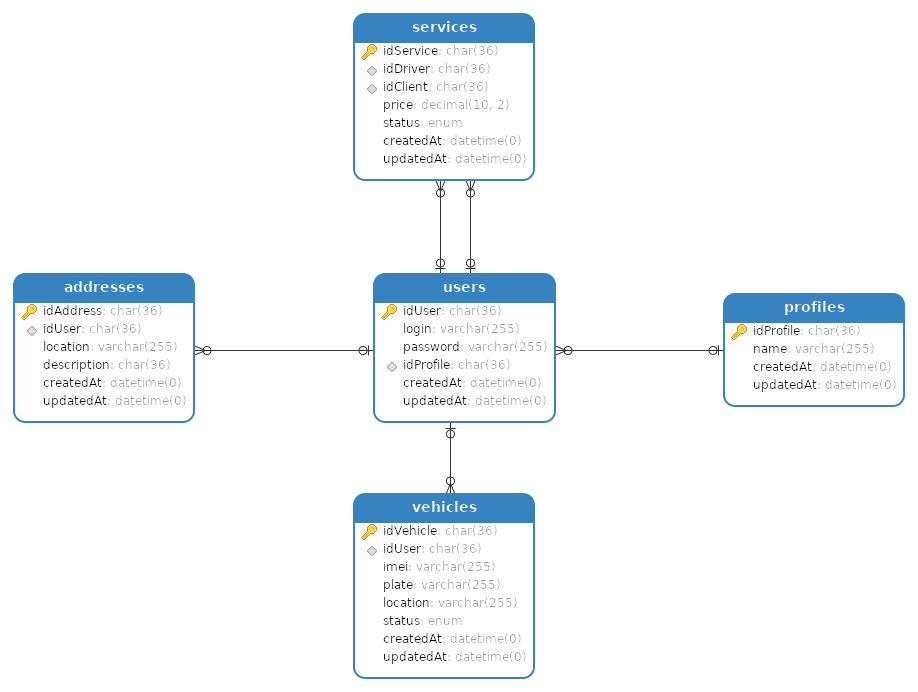 services
idService: char(36)
idDriver: char(36)
idClient: char(36)
price: decimal(10, 2)
status: enum
createdAt: datetime(0)
updatedAt: datetime(0)
addresses
idAddress: char(36)
idUser: char(36)
location: varchar(255)
description: char(36)
createdAt: datetime(0)
updatedAt: datetime(0)
users
idUser: char(36)
login: varchar(255)
password: varchar(255)
idProfile: char(36)
createdAt: datetime(0)
updatedAt: datetime(0)
profiles
idProfile: char(36)
name: varchar(255)
createdAt: datetime(0)
updatedAt: datetime(0)
vehicles
idVehicle: char(36)
idUser: char(36)
imei: varchar(255)
plate: varchar(255)
location: varchar(255)
status: enum
createdAt: datetime(0)
updatedAt: datetime(0)